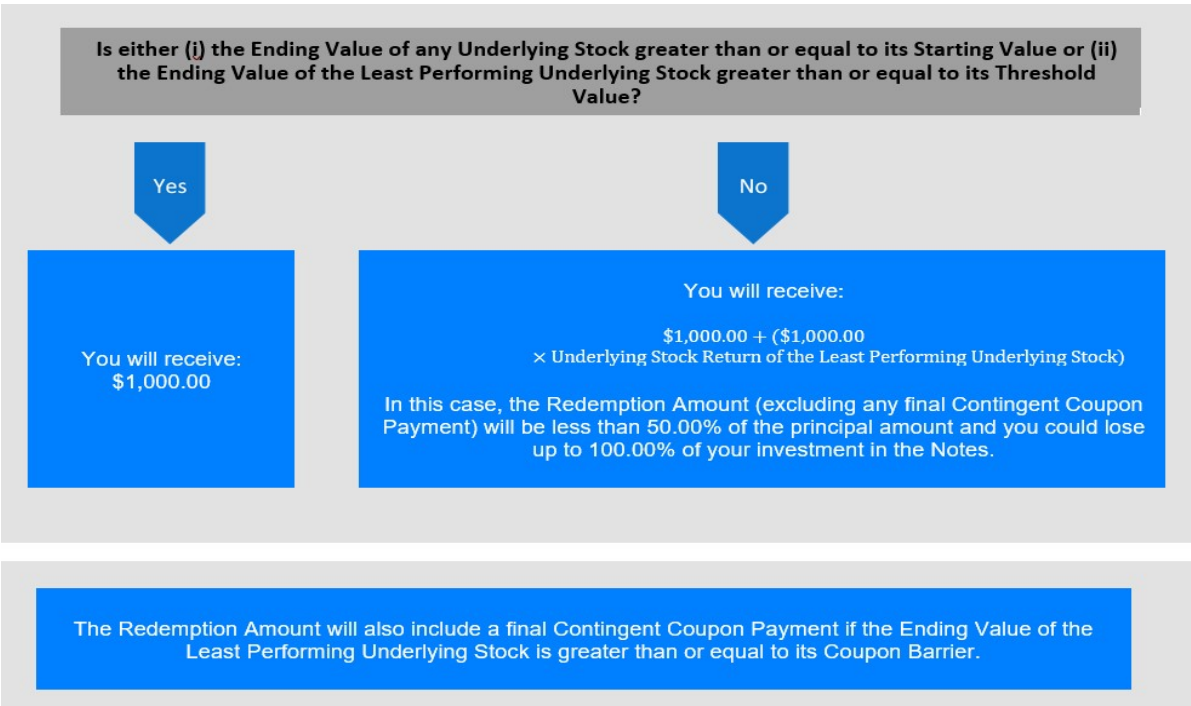 Is either (i) the Ending Value of any Underlying Stock greater than or equal to its Starting Value or (ii)
the Ending Value of the Least Performing Underlying Stock greater than or equal to its Threshold
Value?
Yes
No
You will receive:
$1,000.00
You will receive:
$1,000.00 + ($1,000.00
× Underlying Stock Return of the Least Performing Underlying Stock)
In this case, the Redemption Amount (excluding any final Contingent Coupon
Payment) will be less than 50.00% of the principal amount and you could lose
up to 100.00% of your investment in the Notes.
The Redemption Amount will also include a final Contingent Coupon Payment if the Ending Value of the
Least Performing Underlying Stock is greater than or equal to its Coupon Barrier.